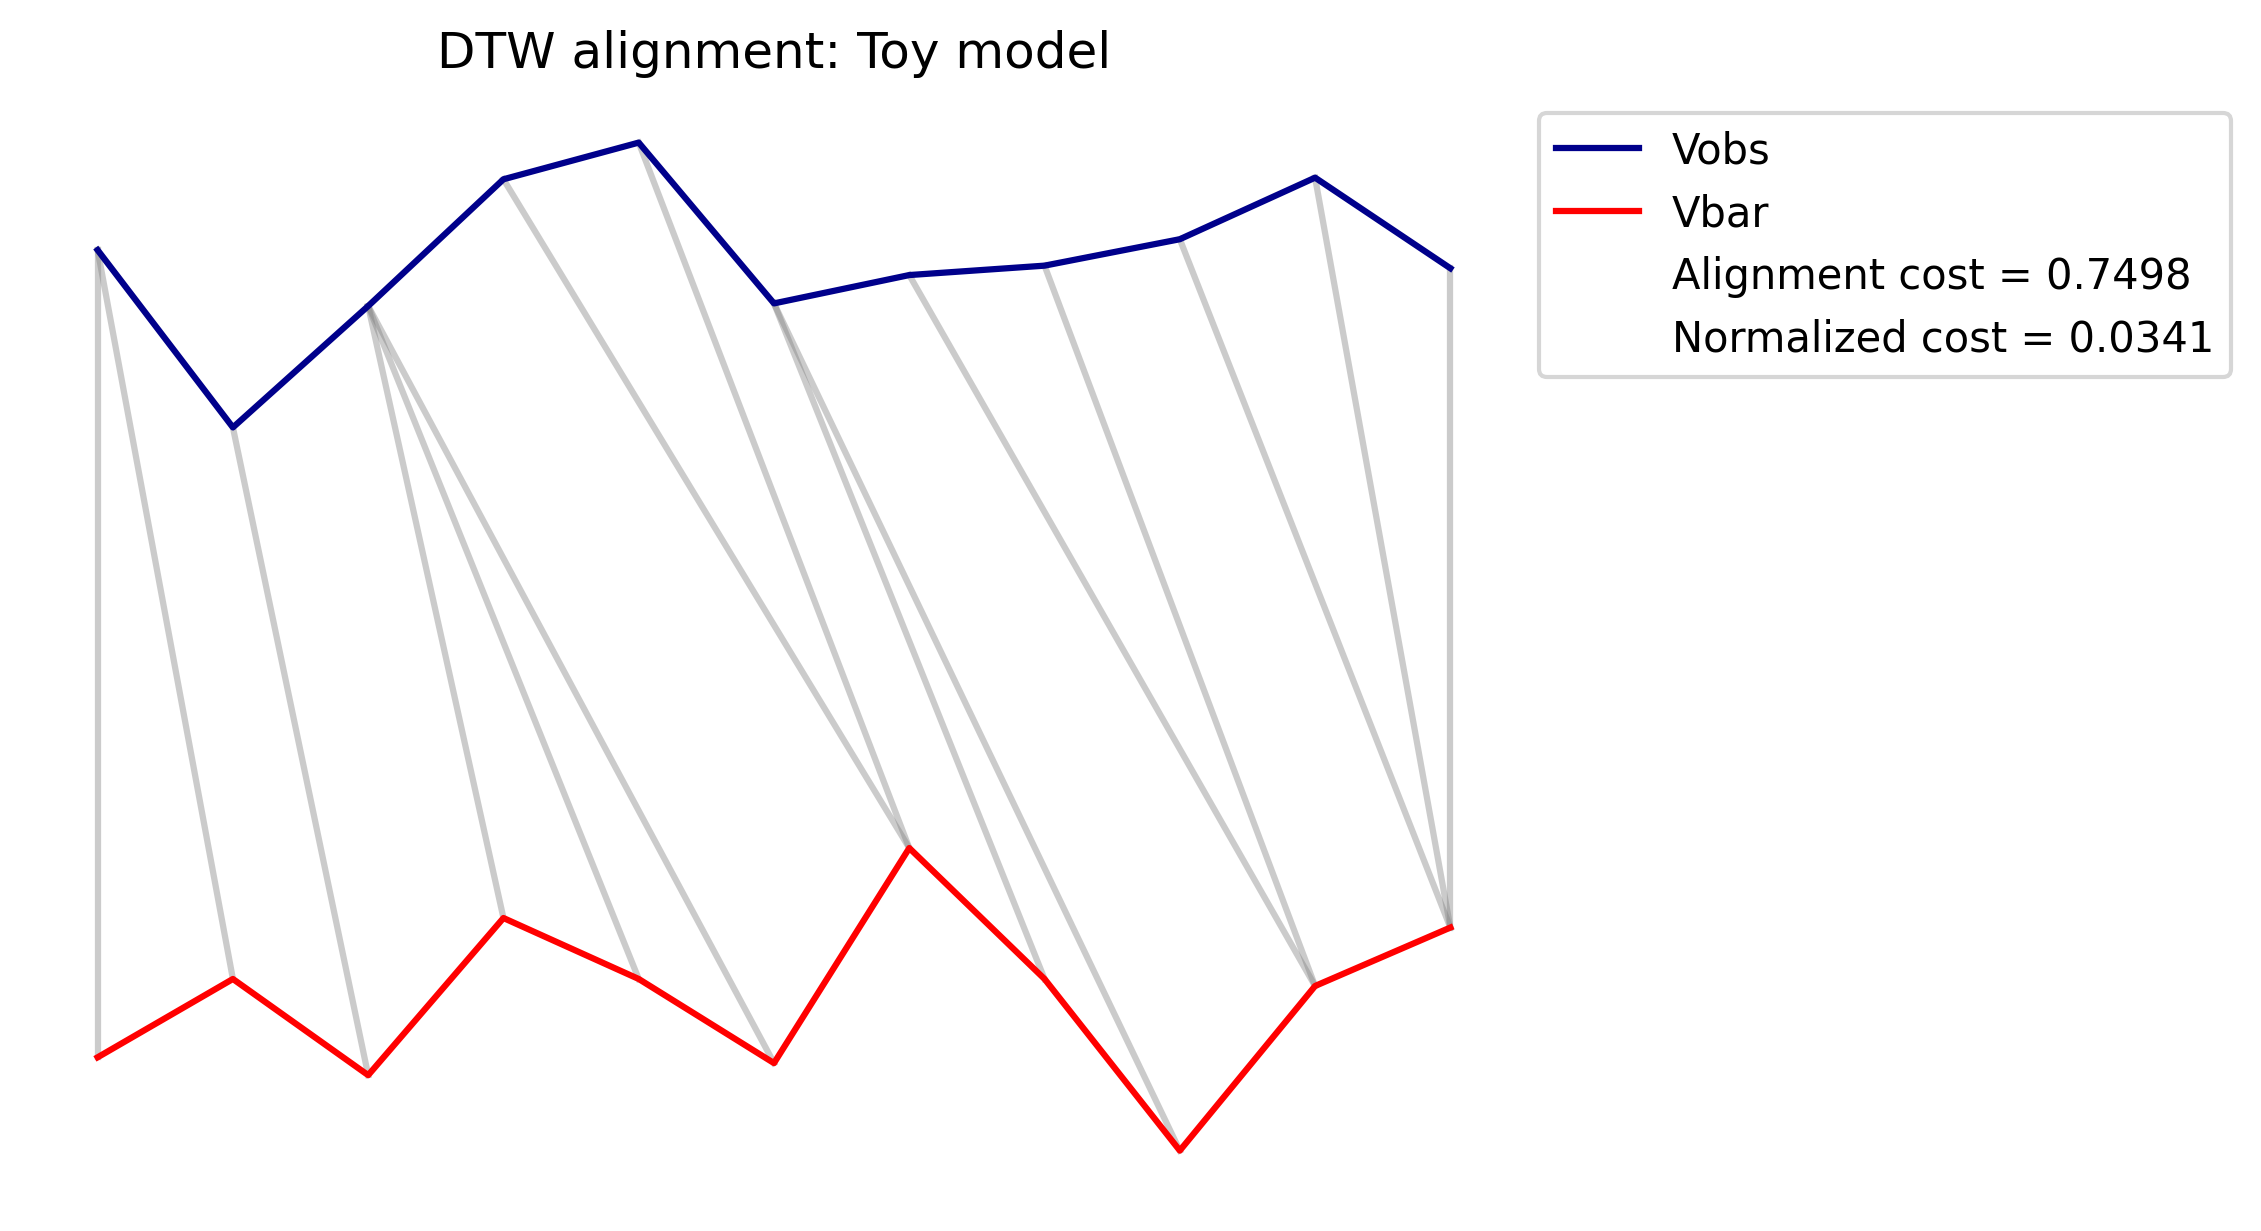 DTW alignment: Toy model
Vobs
Vbar
Alignment cost = 0.7498
Normalized cost = 0.0341